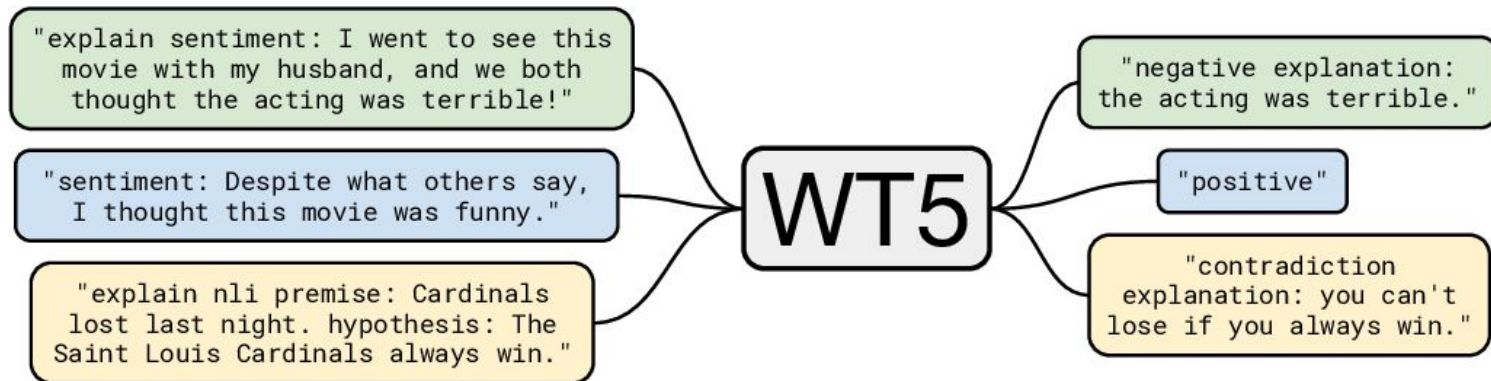 "explain sentiment: I went to see this
movie with my husband, and we both
thought the acting was terrible!"
"sentiment: Despite what others say,
I thought this movie was funny."
"explain nli premise: Cardinals
lost last night. hypothesis: The
Saint Louis Cardinals always win."
WT5
"negative explanation:
the acting was terrible."
"positive"
"contradiction
explanation: you can't
lose if you always win."